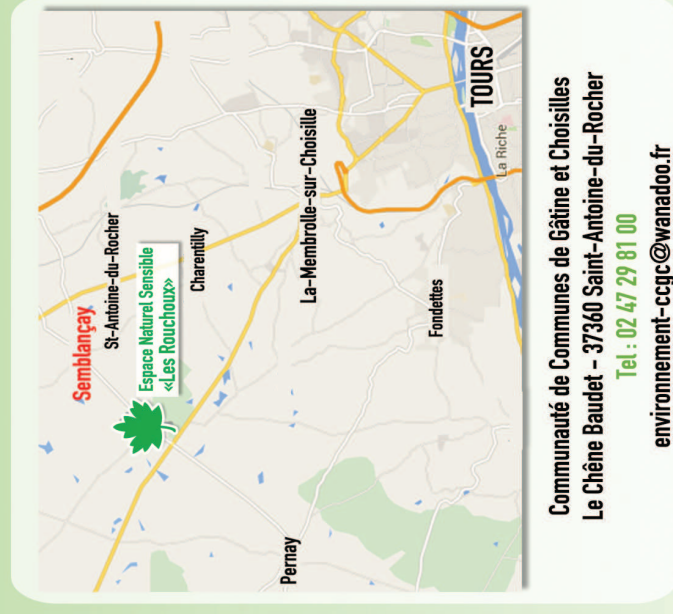 Semblançay
St-Antoine-du-Rocher
Espace Naturel Sensible
«Les Rouchoux»
Charentilly
La-Membrolle-sur-Choisille
Pernay
Fondettes
TOURS
La Riche
Communauté de Communes de Gâtine et Choisilles
Le Chêne Baudet - 37360 Saint-Antoine-du-Rocher
Tel : 02 47 29 81 00
environnement-ccgc@wanadoo.fr